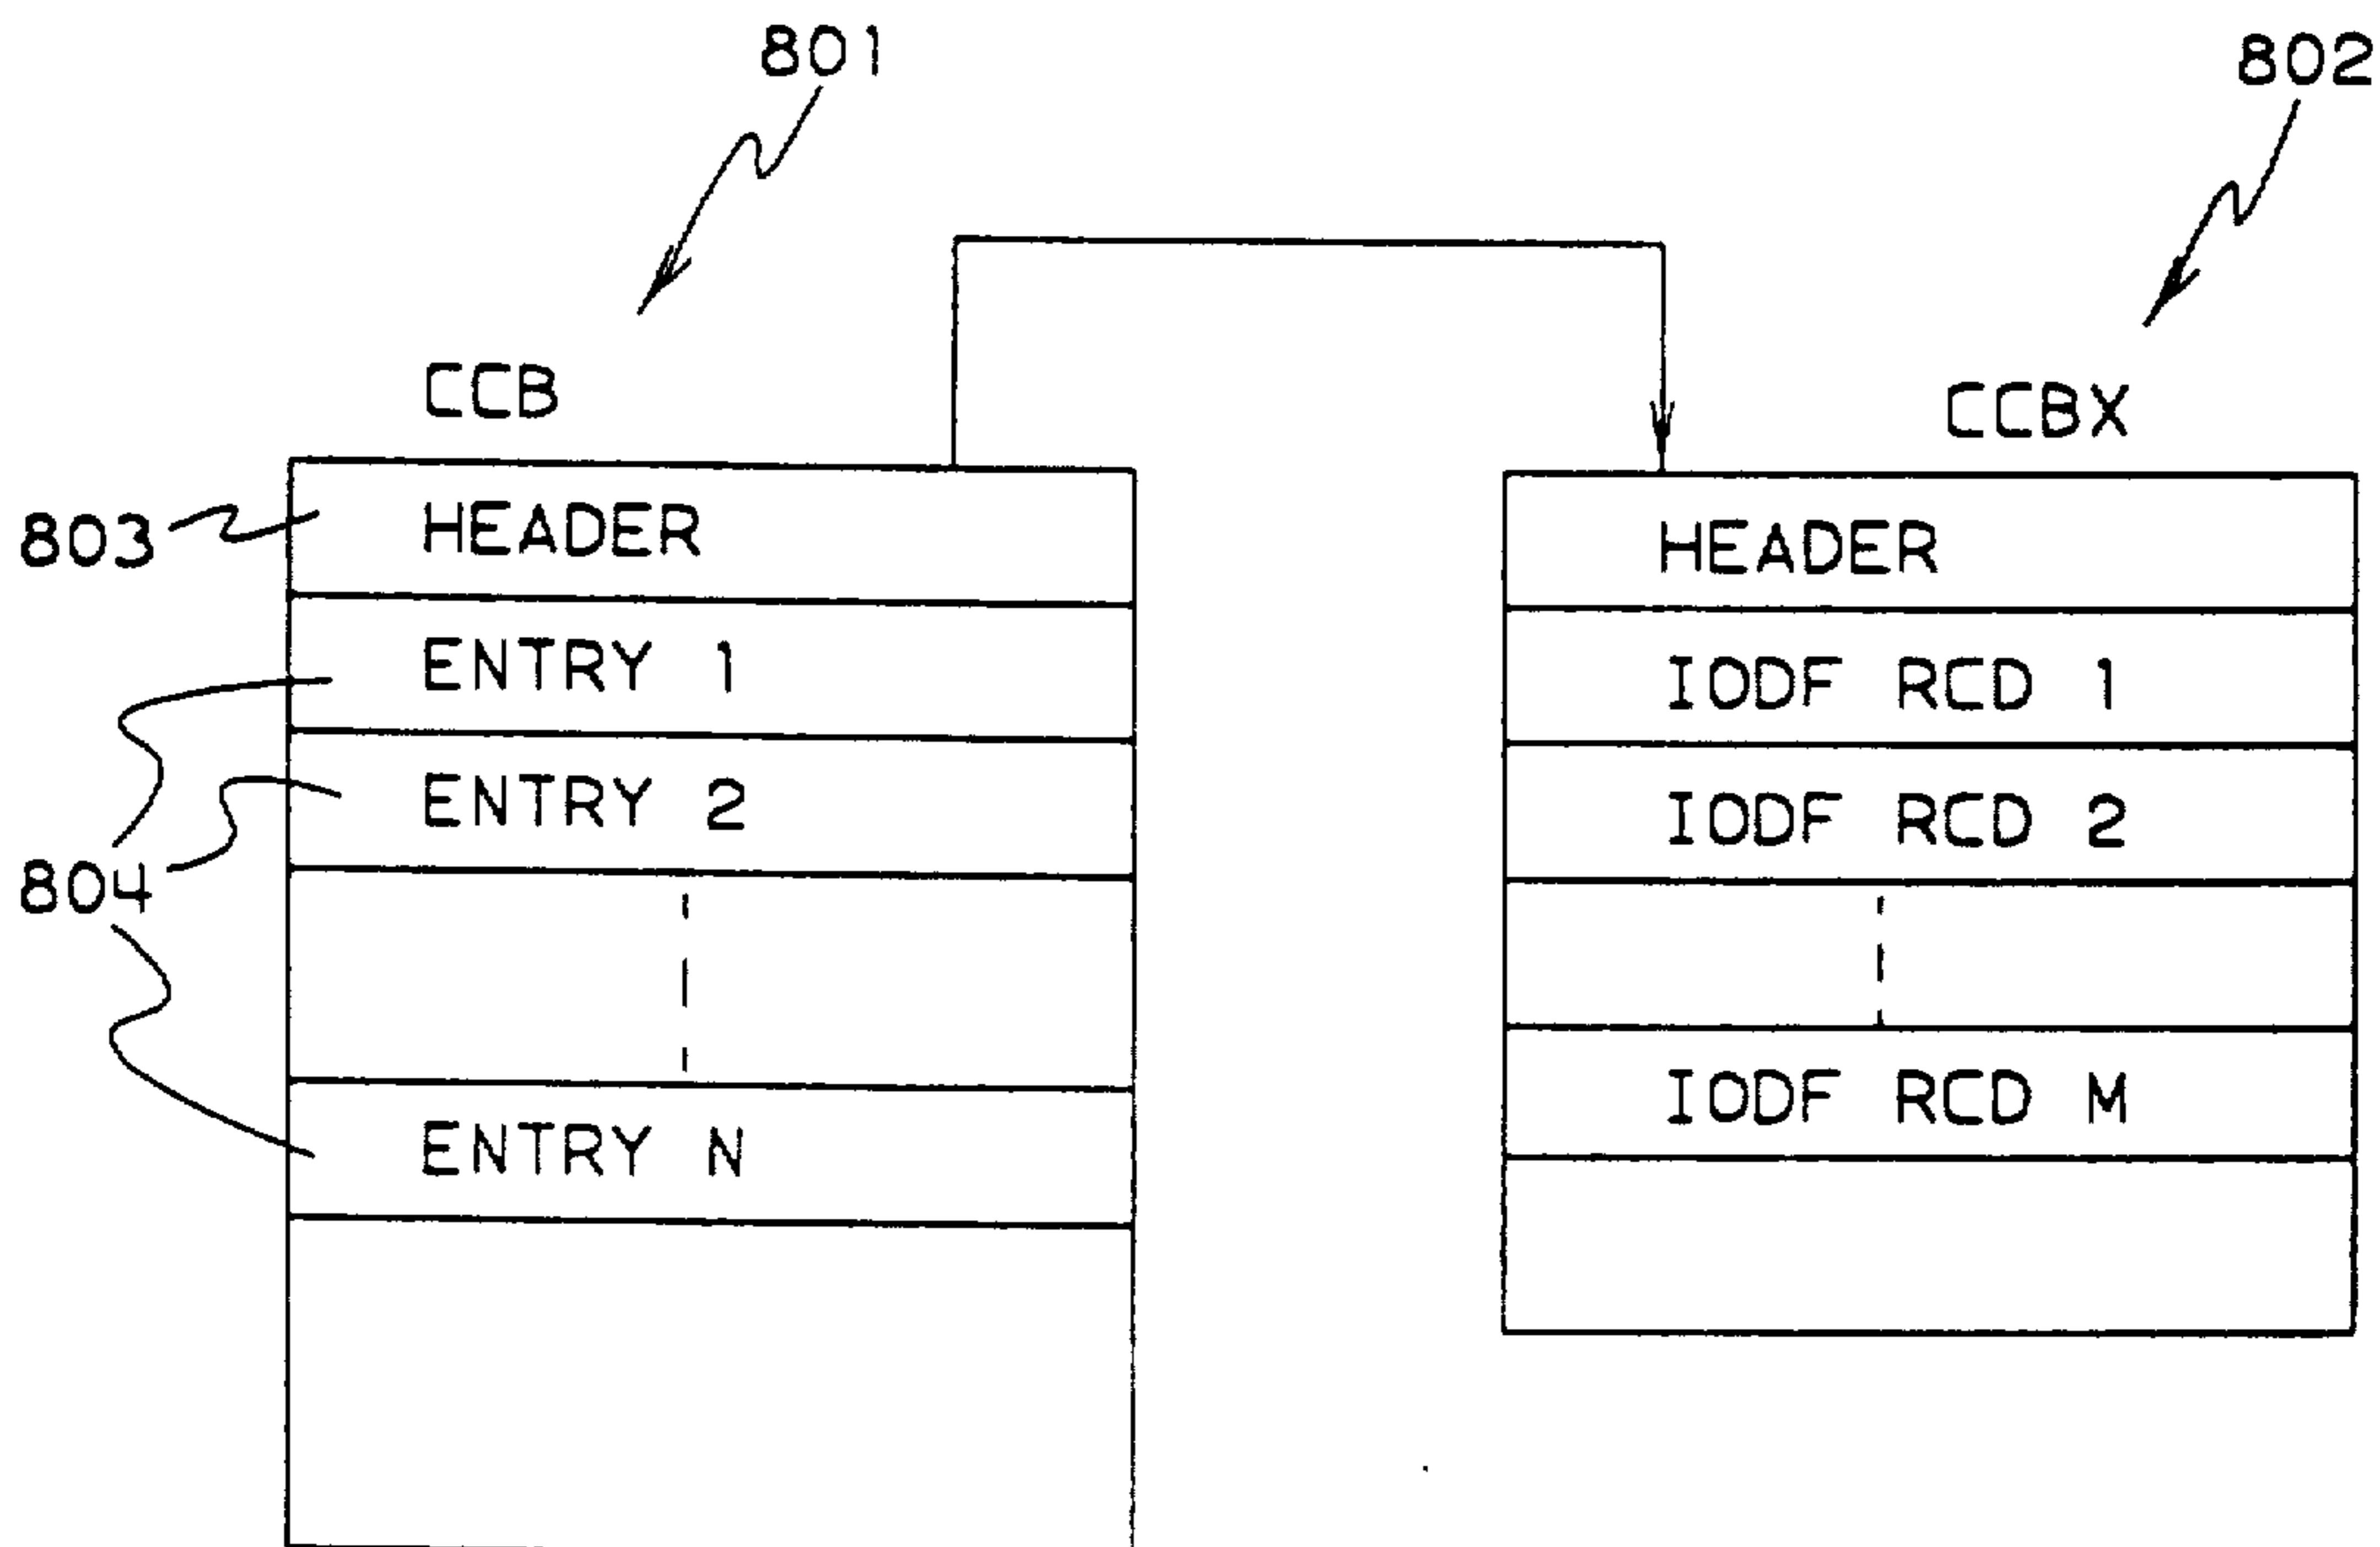 801
802
CCB
CCBX
803
HEADER
HEADER
ENTRY 1
IODF RCD 1
ENTRY 2
IODF RCD 2
804
ENTRY N
IODF RCD M